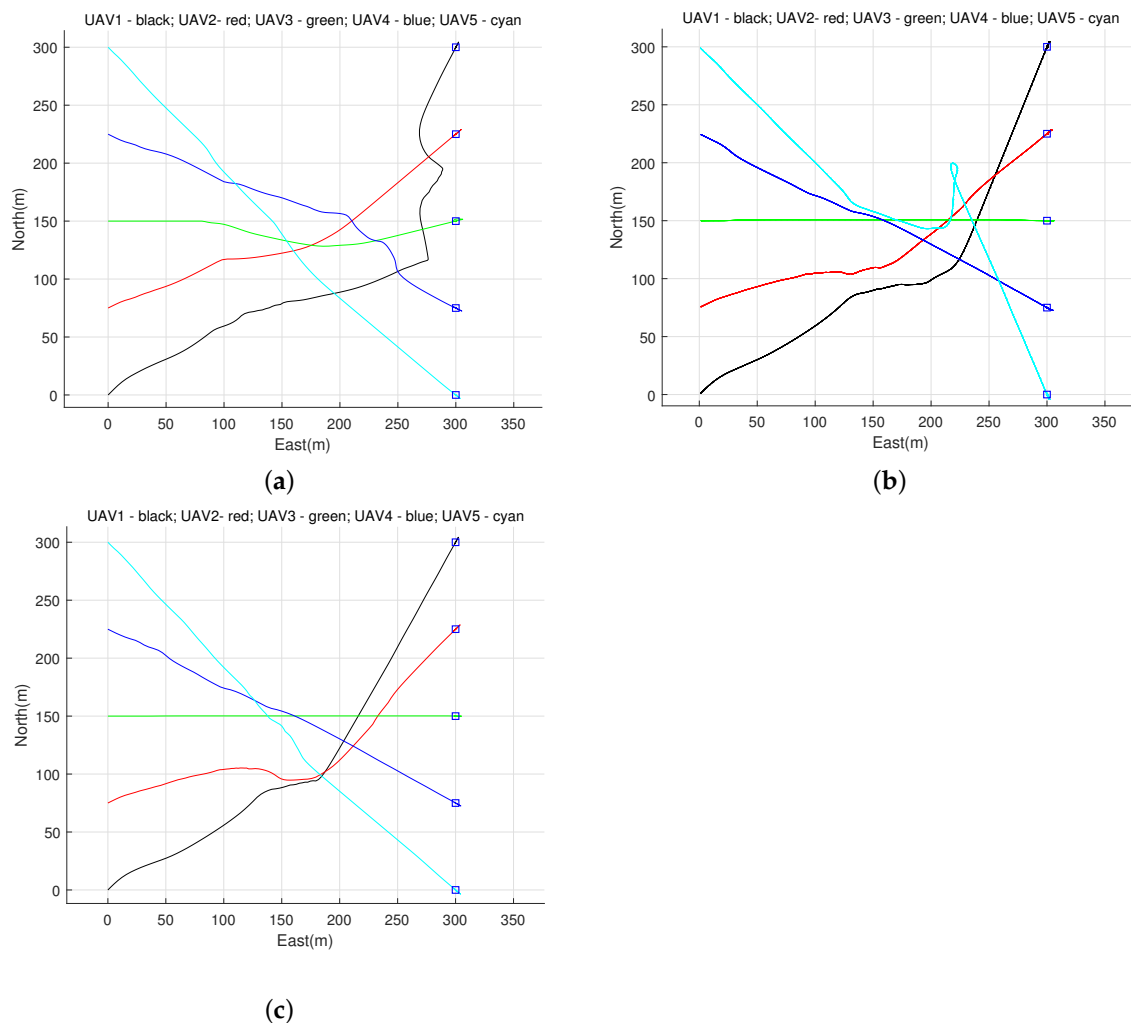 UAV1 - black; UAV2- red; UAV3 - green; UAV4 - blue; UAV5 - cyan
300
250
200
150
100
50
0
North(m)
0 50 100 150 200 250 300 350
East(m)
(a)
UAV1 - black; UAV2- red; UAV3 - green; UAV4 - blue; UAV5 - cyan
300
250
200
150
100
50
0
North(m)
0 50 100 150 200 250 300 350
East(m)
(b)
UAV1 - black; UAV2- red; UAV3 - green; UAV4 - blue; UAV5 - cyan
300
250
200
150
100
50
0
North(m)
0 50 100 150 200 250 300 350
East(m)
(c)